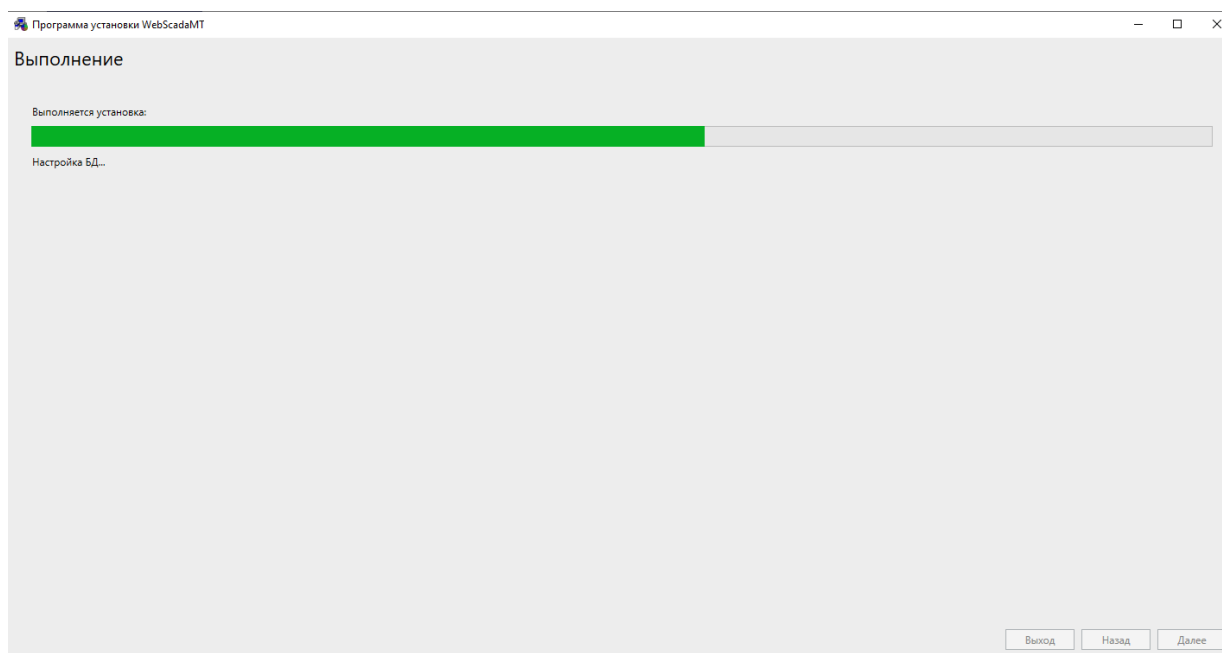 Программа установки WebScadaMT
Выполнение
Выполняется установка:
Настройка БД...
Выход Назад Далее